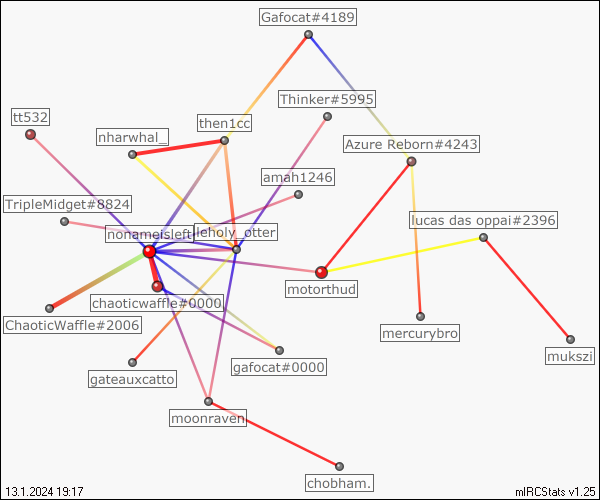 Gafocat#4189
Thinker#5995
tt532
then1cc
nharwhal_
Azure Reborn#4243
amah1246
TripleMidget#8824
lucas das oppai#2396
nonameisleft
leholy_otter
motorthud
chaoticwaffle#0000
ChaoticWaffle#2006
mercurybro
mukszi
gafocat#0000
gateauxcatto
moonraven
chobham.
13.1.2024 19:17
mIRCStats v1.25